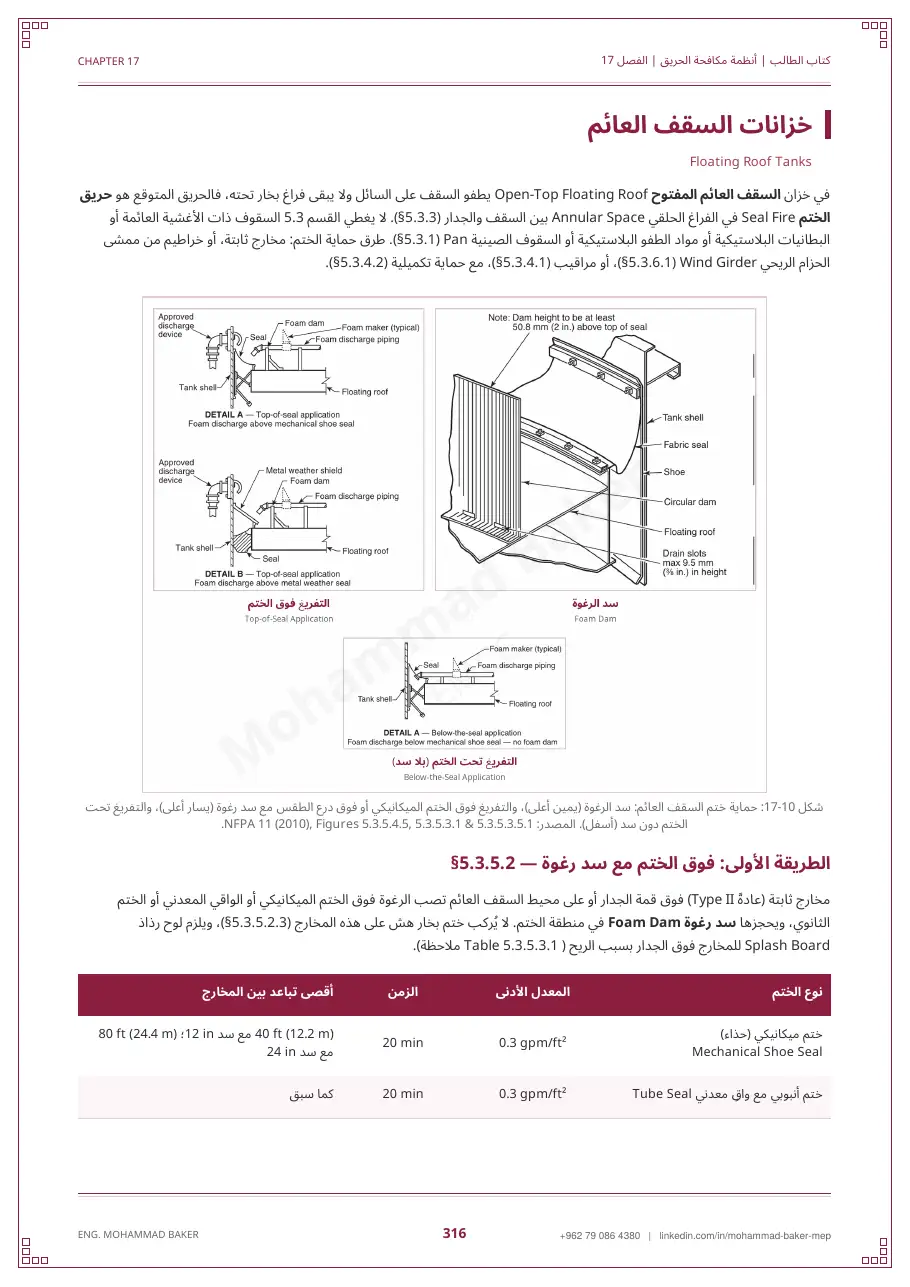 كتاب الطالب | أنظمة مكافحة الحريق | الفصل 17
CHAPTER 17
خزانات السقف العائم
Floating Roof Tanks
في خزان السقف العائم المفتوح Open-Top Floating Roof يطفو السقف على السائل ولا يبقى فراغ بخار تحته، فالحريق المتوقع هو حريق
الختم Seal Fire في الفراغ الحلقي Annular Space بين السقف والجدار (§5.3.3). لا يغطي القسم 5.3 السقوف ذات الأغشية العائمة أو
البطانيات البلاستيكية أو مواد الطفو البلاستيكية أو السقوف الصينية Pan (§5.3.1). طرق حماية الختم: مخارج ثابتة، أو خراطيم من ممشى
الحزام الريحي Wind Girder (§5.3.6.1)، أو مراقيب (§5.3.4.1)، مع حماية تكميلية (§5.3.4.2).
Approved
discharge
device
Seal
Foam dam
Foam maker (typical)
Foam discharge piping
Tank shell
Floating roof
DETAIL A — Top-of-seal application
Foam discharge above mechanical shoe seal
Approved
discharge
device
Metal weather shield
Foam dam
Foam discharge piping
Tank shell
Seal
Floating roof
DETAIL B — Top-of-seal application
Foam discharge above metal weather seal
التفريغ فوق الختم
Top-of-Seal Application
Note: Dam height to be at least
50.8 mm (2 in.) above top of seal
Tank shell
Fabric seal
Shoe
Circular dam
Floating roof
Drain slots
max 9.5 mm
(⅜ in.) in height
سد الرغوة
Foam Dam
Foam maker (typical)
Seal
Foam discharge piping
Tank shell
Floating roof
DETAIL A — Below-the-seal application
Foam discharge below mechanical shoe seal — no foam dam
التفريغ تحت الختم (بلا سد)
Below-the-Seal Application
Mohammad
شكل 10-17: حماية ختم السقف العائم: سد الرغوة (يمين أعلى)، والتفريغ فوق الختم الميكانيكي أو فوق درع الطقس مع سد رغوة (يسار أعلى)، والتفريغ تحت
الختم دون سد (أسفل). المصدر: NFPA 11 (2010), Figures 5.3.5.4.5, 5.3.5.3.1 & 5.3.5.3.5.1.
الطريقة الأولى: فوق الختم مع سد رغوة — §5.3.5.2
مخارج ثابتة (عادةً Type II) فوق قمة الجدار أو على محيط السقف العائم تصب الرغوة فوق الختم الميكانيكي أو الواقي المعدني أو الختم
الثانوي، ويحجزها سد رغوة Foam Dam في منطقة الختم. لا يُركب ختم بخار هش على هذه المخارج (§5.3.5.2.3)، ويلزم لوح رذاذ
Splash Board للمخارج فوق الجدار بسبب الريح ( Table 5.3.5.3.1 ملاحظة).
نوع الختم
المعدل الأدنى
الزمن
أقصى تباعد بين المخارج
ختم ميكانيكي (حذاء)
Mechanical Shoe Seal
0.3 gpm/ft²
20 min
40 ft (12.2 m) مع سد 12 in؛ 80 ft (24.4 m)
مع سد 24 in
ختم أنبوبي مع واقٍ معدني Tube Seal
0.3 gpm/ft²
20 min
كما سبق
ENG. MOHAMMAD BAKER
316
+962 79 086 4380 | linkedin.com/in/mohammad-baker-mep